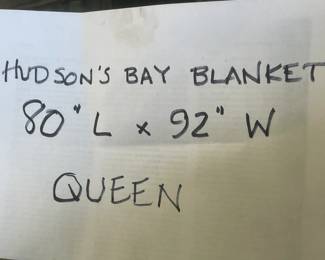 HUDSON'S BAY BLANKET
80" L x 92" W
QUEEN